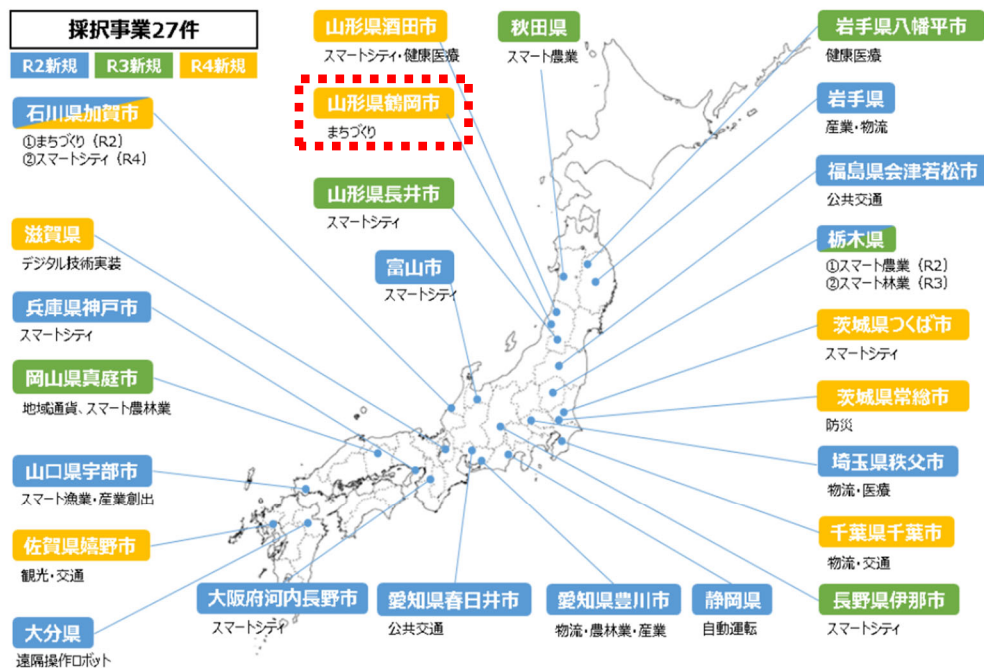 採択事業27件
R2新規 R3新規 R4新規
石川県加賀市
①まちづくり（R2）
②スマートシティ（R4）
滋賀県
デジタル技術実装
兵庫県神戸市
スマートシティ
岡山県真庭市
地域通貨、スマート農林業
山口県宇部市
スマート漁業・産業創出
佐賀県嬉野市
観光・交通
大分県
遠隔操作ロボット
山形県酒田市
スマートシティ・健康医療
山形県鶴岡市
まちづくり
山形県長井市
スマートシティ
富山市
スマートシティ
秋田県
スマート農業
大阪府河内長野市
スマートシティ
愛知県春日井市
公共交通
愛知県豊川市
物流・農林業・産業
静岡県
自動運転
岩手県八幡平市
健康医療
岩手県
産業・物流
福島県会津若松市
公共交通
栃木県
①スマート農業（R2）
②スマート林業（R3）
茨城県つくば市
スマートシティ
茨城県常総市
防災
埼玉県秩父市
物流・医療
千葉県千葉市
物流・交通
長野県伊那市
スマートシティ